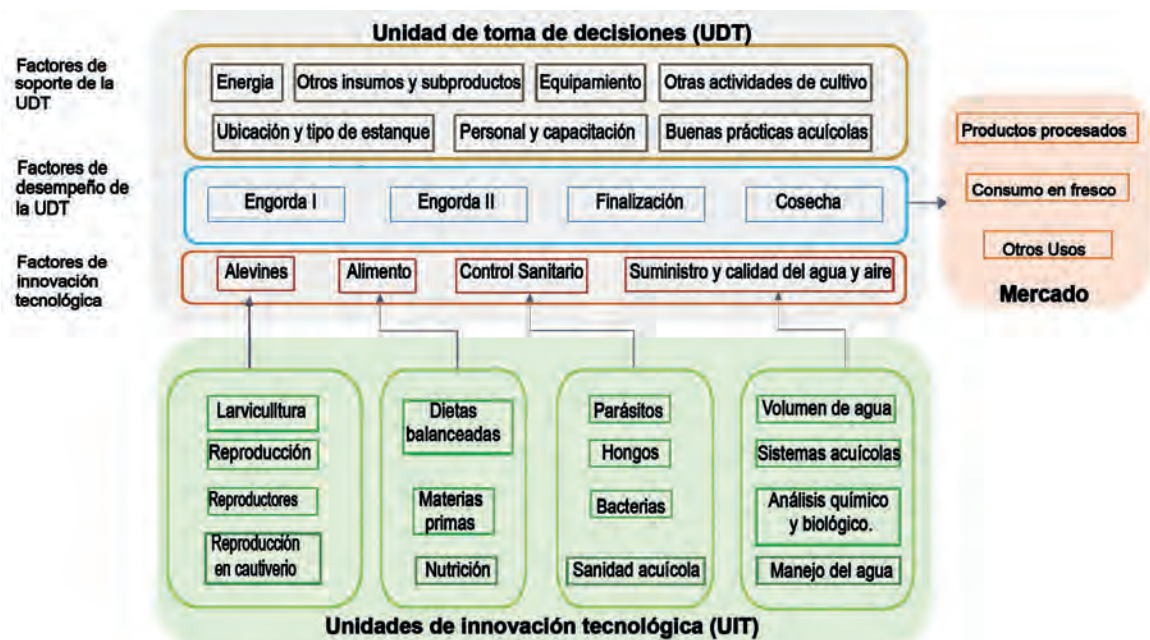 Unidad de toma de decisiones (UDT)
Factores de
soporte de la
UDT
Energia
Otros insumos y subproductos
Equipamiento
Otras actividades de cultivo
Ubicación y tipo de estanque
Personal y capacitación
Buenas prácticas acuícolas
Factores de
desempeño de
la UDT
Engorda I
Engorda II
Finalización
Cosecha
Factores de
innovación
tecnológica
Alevines
Alimento
Control Sanitario
Suministro y calidad del agua y aire
Productos procesados
Consumo en fresco
Otros Usos
Mercado
Larvicullura
Reproducción
Reproductores
Reproducción
en cautiverio
Dietas
balanceadas
Materias
primas
Nutrición
Parásitos
Hongos
Bacterias
Sanidad acuícola
Volumen de agua
Sistemas acuícolas
Análisis químico
y biológico.
Manejo del agua
Unidades de innovación tecnológica (UIT)